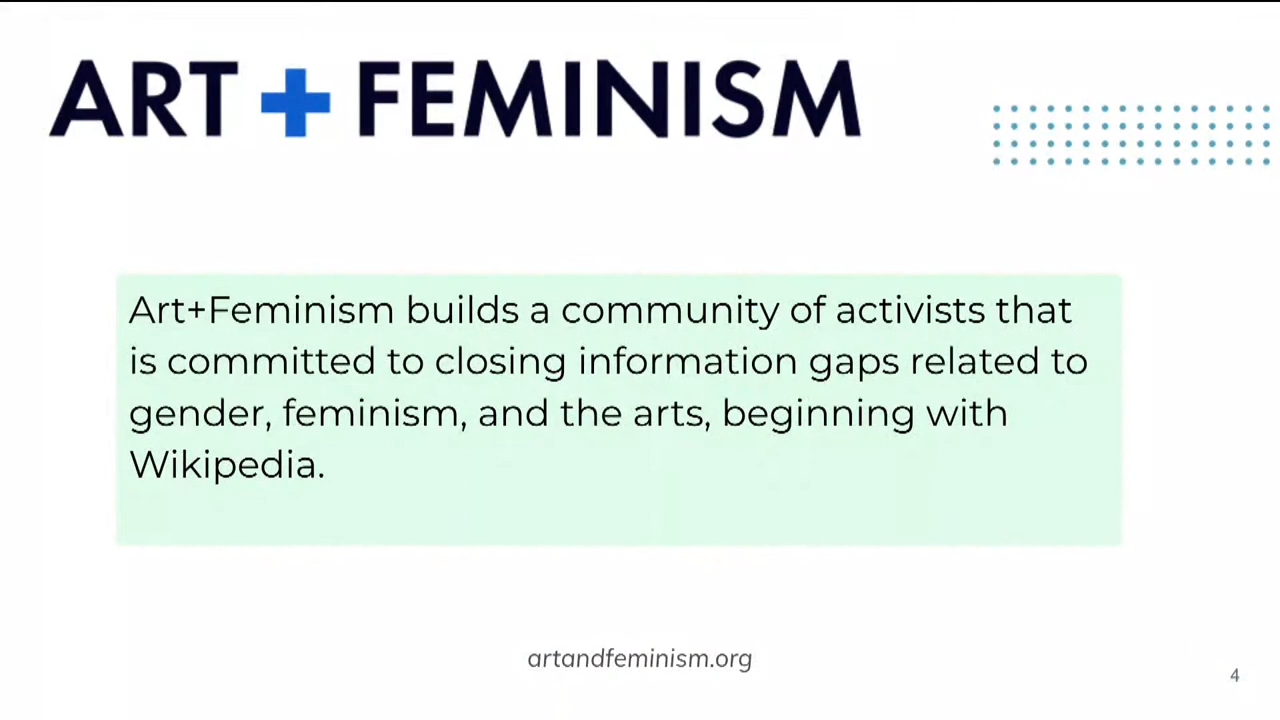 ART + FEMINISM
Art+Feminism builds a community of activists that
is committed to closing information gaps related to
gender, feminism, and the arts, beginning with
Wikipedia.
artandfeminism.org
4